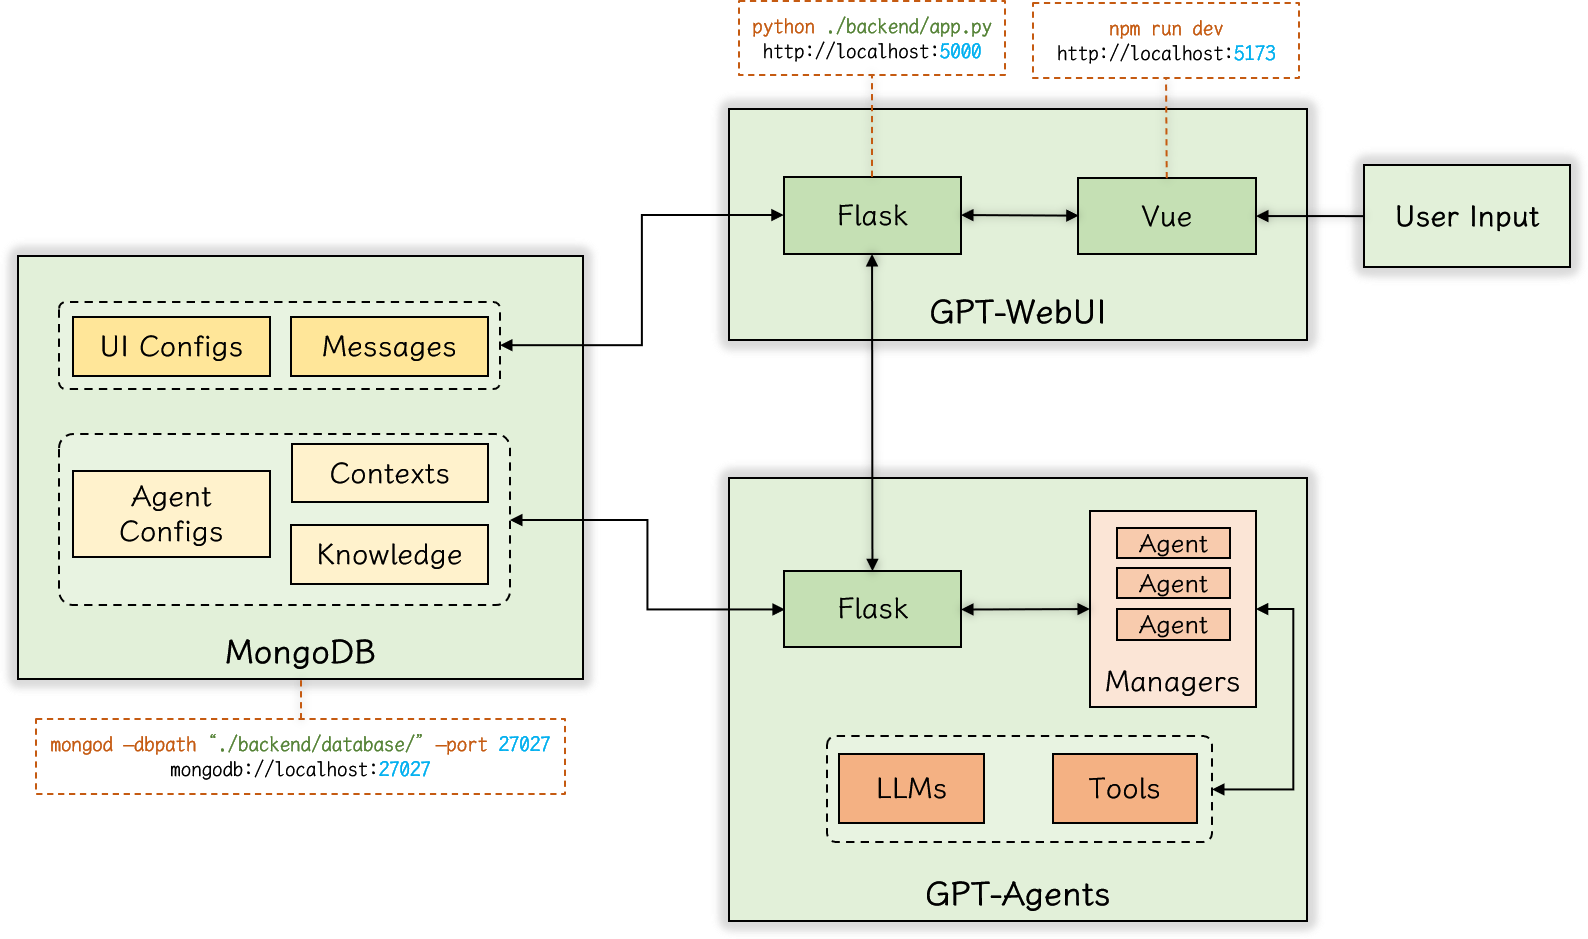 python ./backend/app.py
http://localhost:5000
npm run dev
http://localhost:5173
Flask
Vue
User Input
GPT-WebUI
UI Configs
Messages
Agent
Configs
Contexts
Knowledge
MongoDB
mongod —dbpath “./backend/database/” —port 27027
mongodb://localhost:27027
Flask
Agent
Agent
Agent
Managers
LLMs
Tools
GPT-Agents